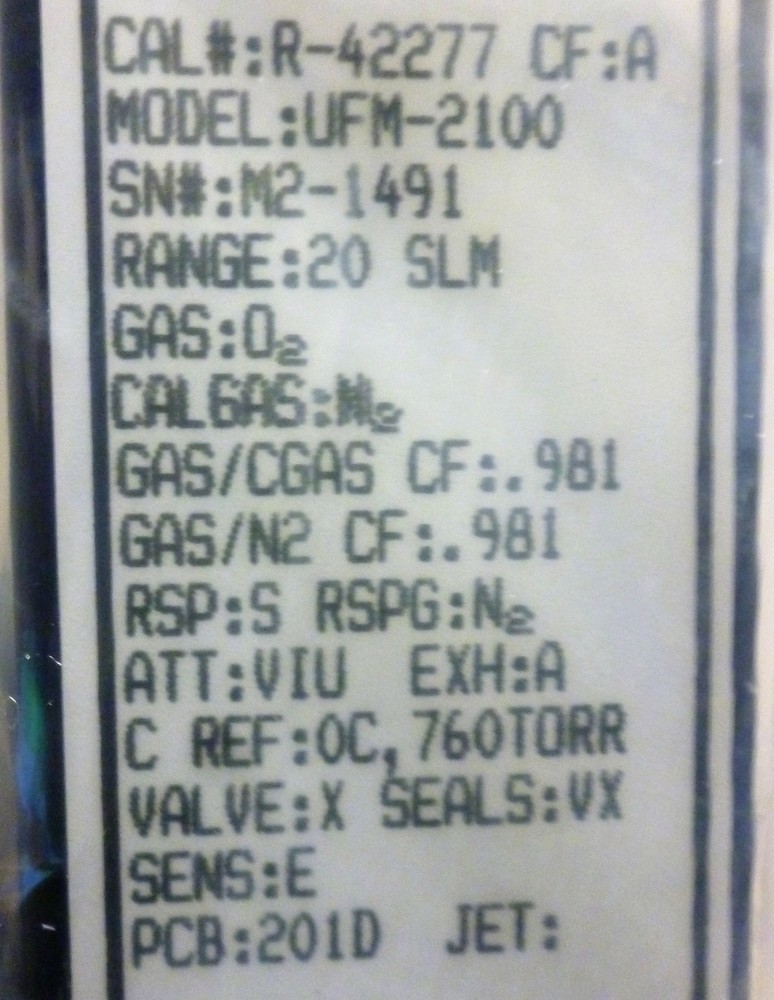 CAL#:R-42277 CF:A
MODEL:UFM-2100
SN#:M2-1491
RANGE:20 SLM
GAS:O₂
CALGAS:N₂
GAS/CGAS CF:.981
GAS/N2 CF:.981
RSP:S RSPG:N₂
ATT:VIU EXH:A
C REF:0C,760TORR
VALVE:X SEALS:VX
SENS:E
PCB:201D JET: